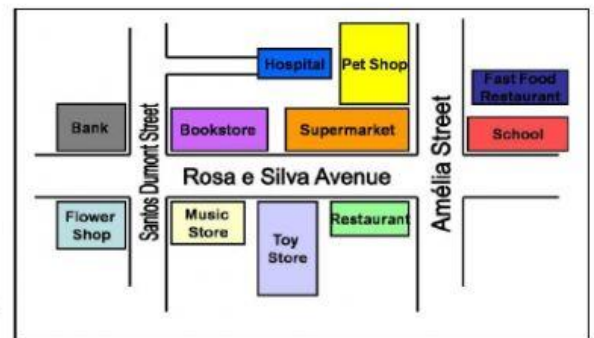 Hospital
Pet Shop
Fast Food
Restaurant
Bank
Santos Dumont Street
Bookstore
Supermarket
Amélia Street
School
Rosa e Silva Avenue
Flower
Shop
Music
Store
Toy
Store
Restaurant